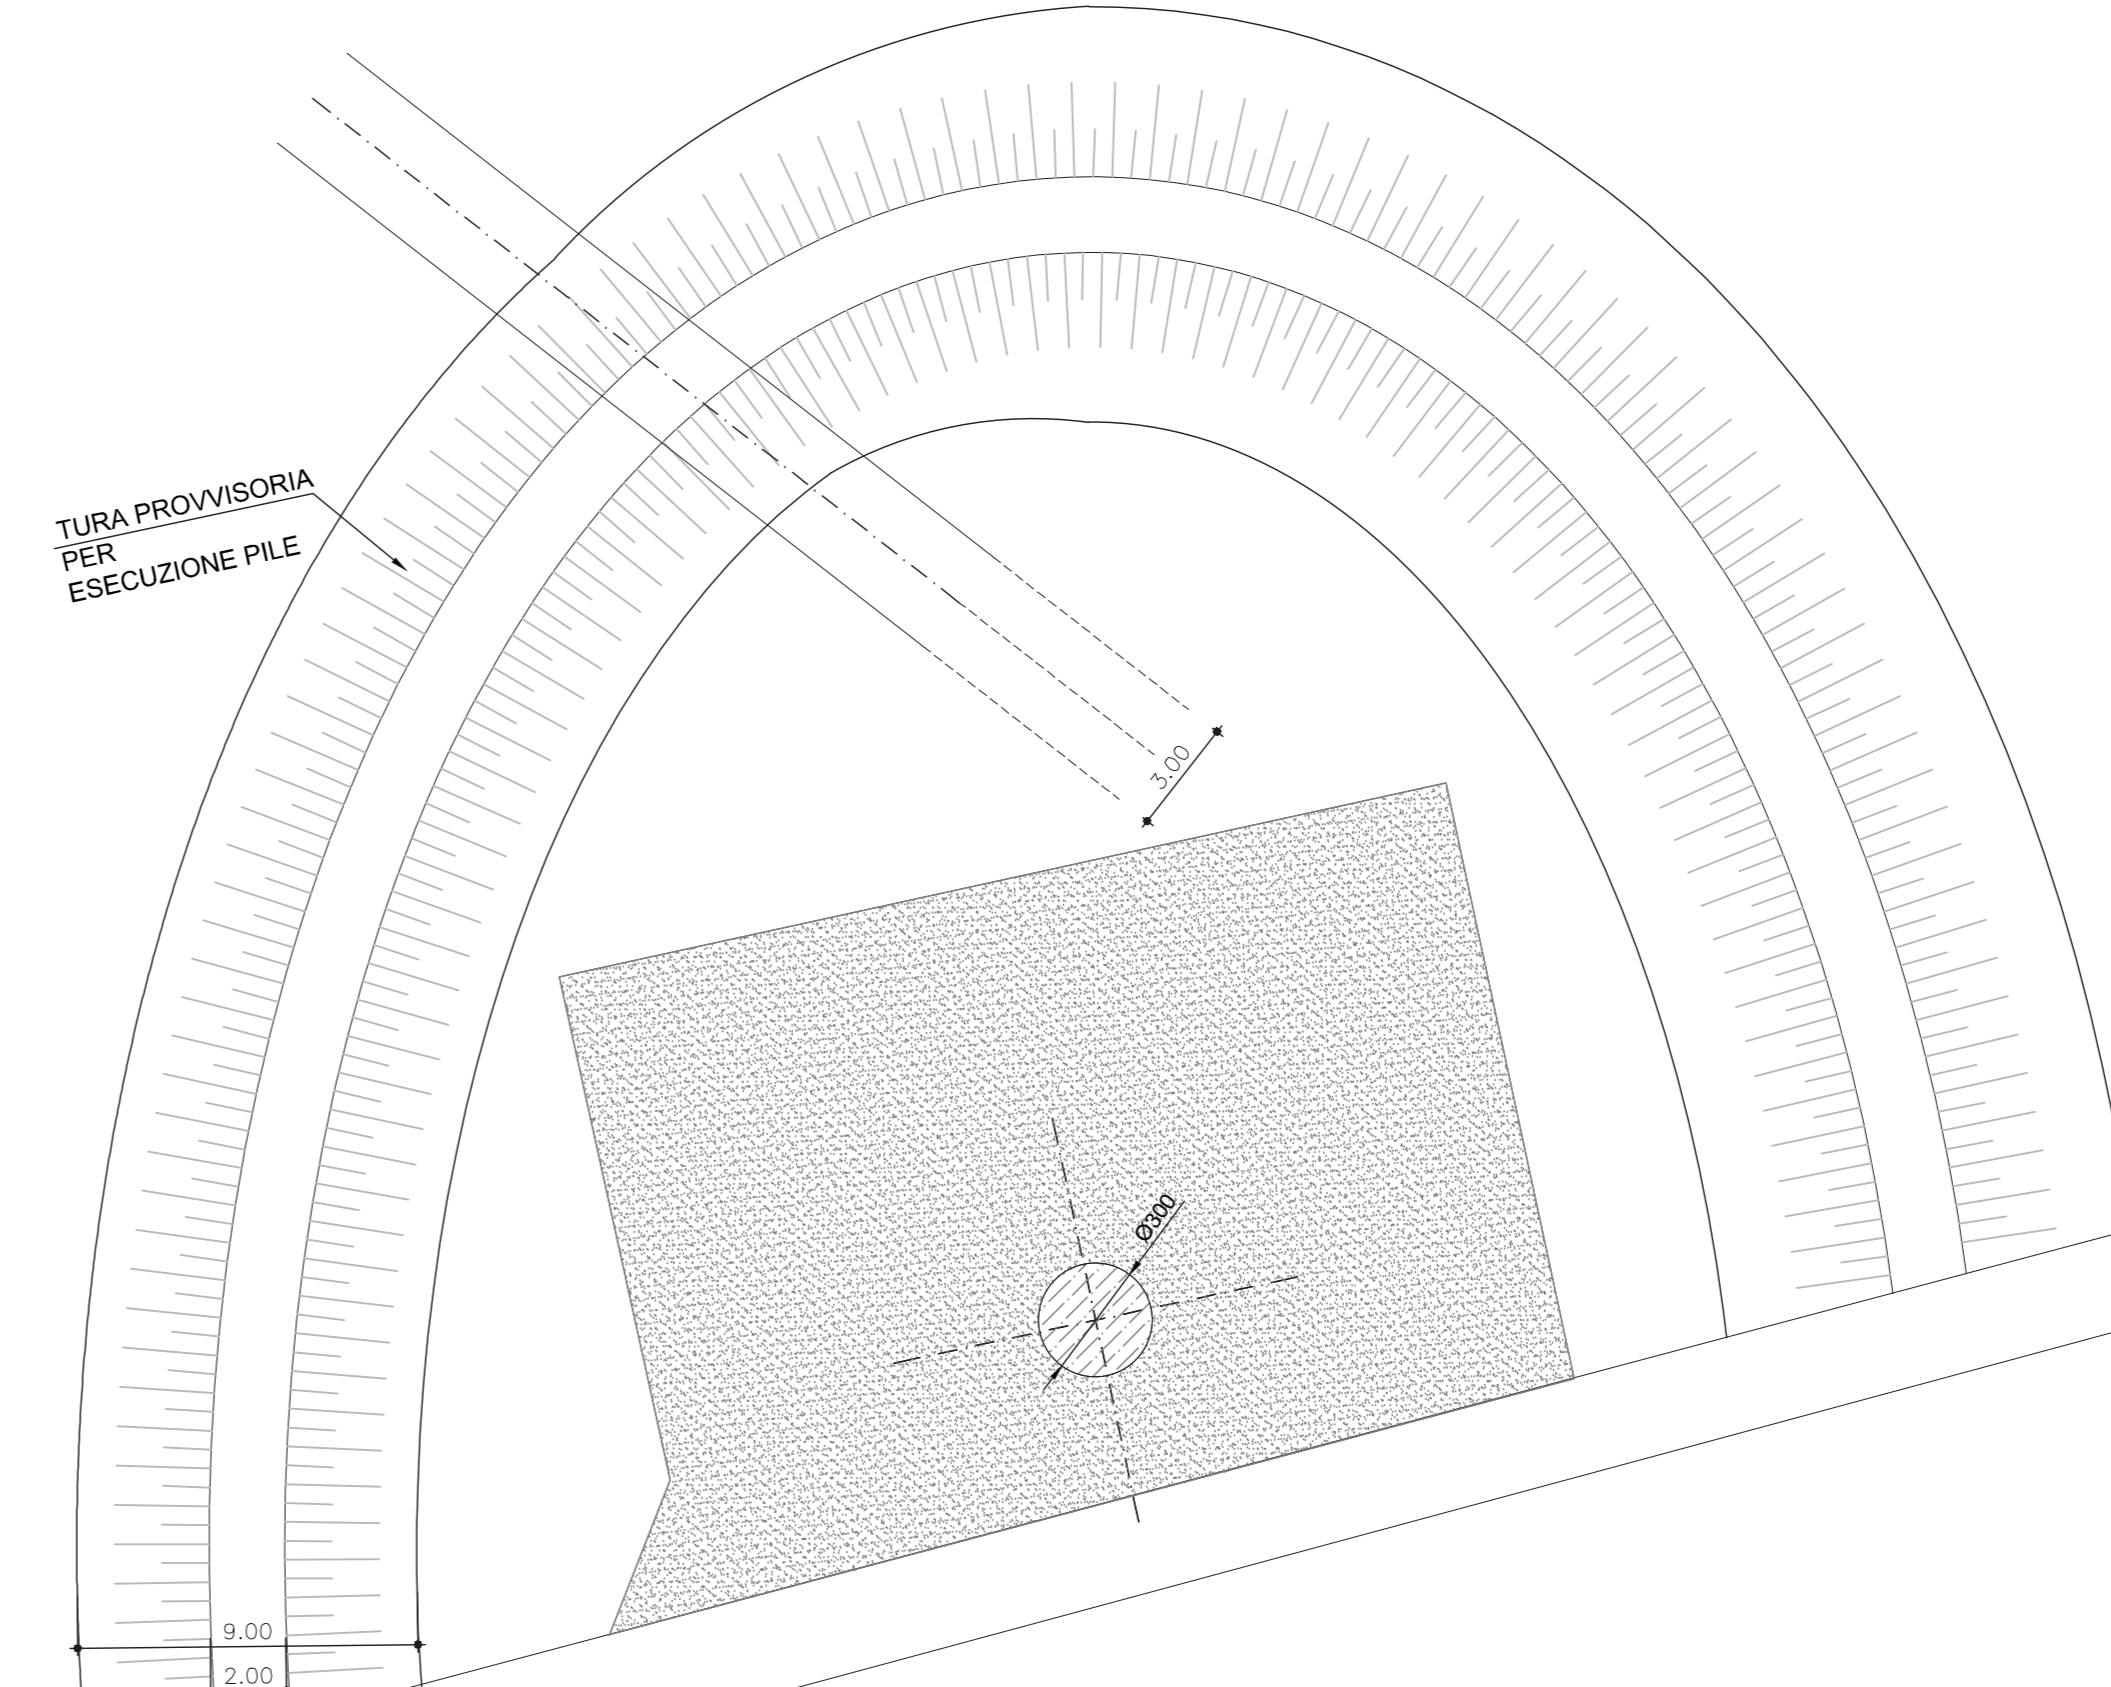 TURA PROVVISORIA
PER
ESECUZIONE PILE
3.00
Ø300
9.00
2.00